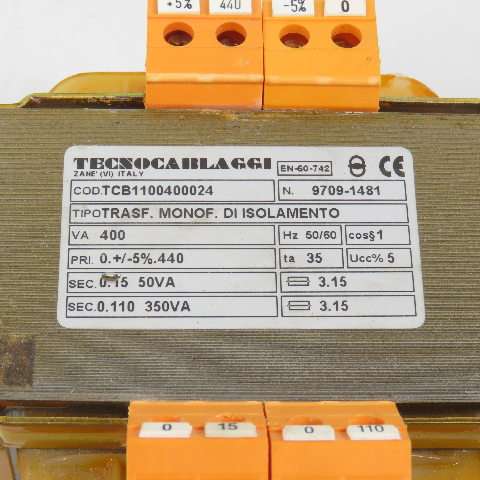 +5% 440 -5% 0
TECNOCABLAGGI
ZANE' (VI) ITALY
EN-60-742 CE
COD.TCB1100400024 N. 9709-1481
TIPO TRASF. MONOF. DI ISOLAMENTO
VA 400 Hz 50/60 cos§1
PRI. 0.+/-5%.440 ta 35 Ucc% 5
SEC.0.15 50VA 3.15
SEC.0.110 350VA 3.15
0 15 0 110